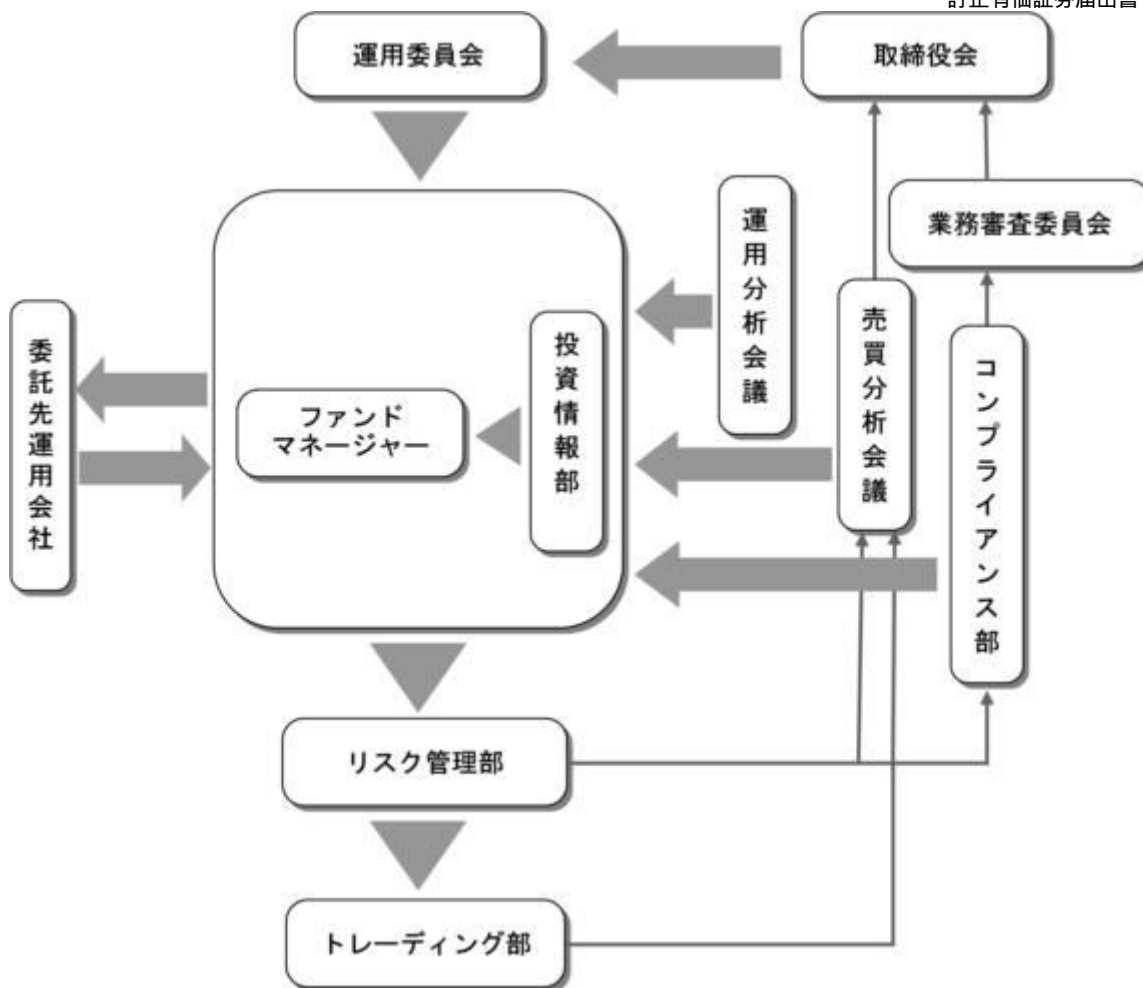 訂正有価証券届出書
運用委員会
取締役会
運用分析会議
業務審査委員会
売買分析会議
投資情報部
委託先運用会社
コンプライアンス部
ファンド
マネージャー
リスク管理部
トレーディング部